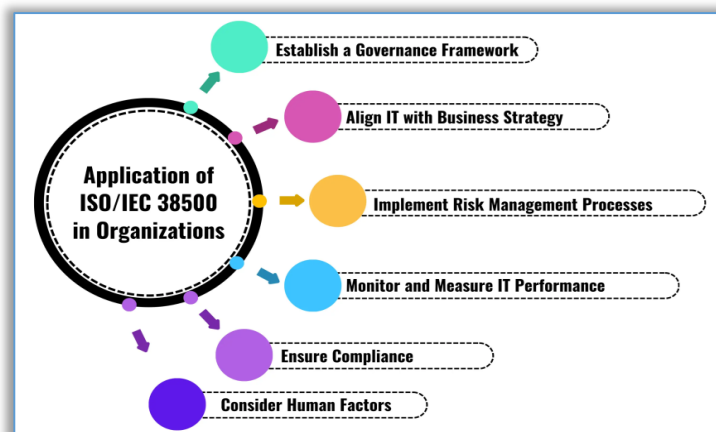 Establish a Governance Framework
Align IT with Business Strategy
Application of
ISO/IEC 38500
in Organizations
Implement Risk Management Processes
Monitor and Measure IT Performance
Ensure Compliance
Consider Human Factors